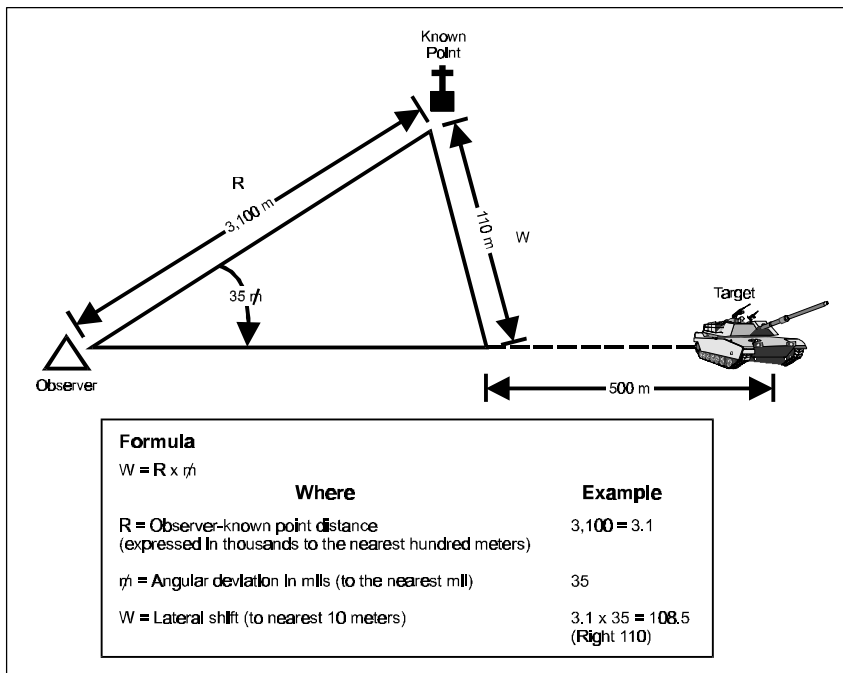 Known
Point
R
3,100 m
110 m
W
35 m̸
Target
Observer
500 m
Formula
W = R x m̸
Where Example
R = Observer-known point distance 3,100 = 3.1
(expressed in thousands to the nearest hundred meters)
m̸ = Angular deviation in mils (to the nearest mil) 35
W = Lateral shift (to nearest 10 meters) 3.1 x 35 = 108.5
(Right 110)